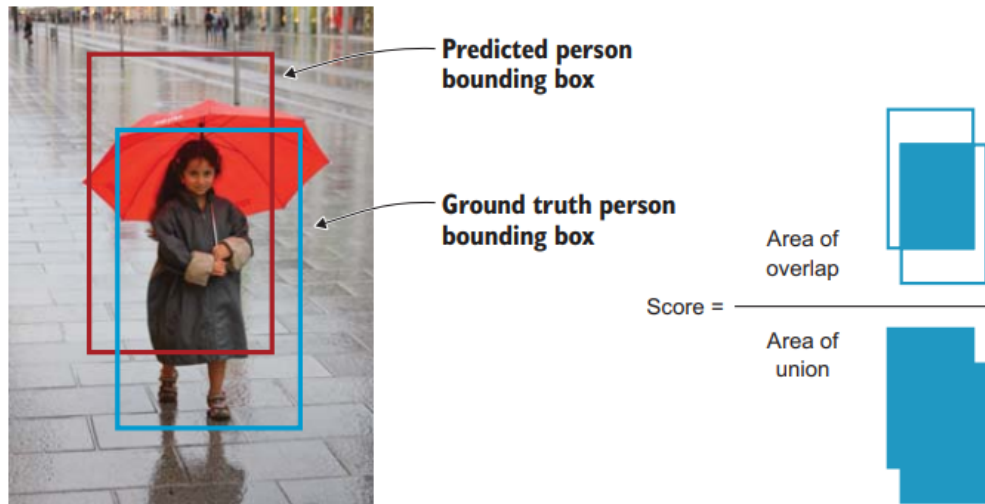 Predicted person
bounding box
Ground truth person
bounding box
Area of
overlap
Score =
Area of
union